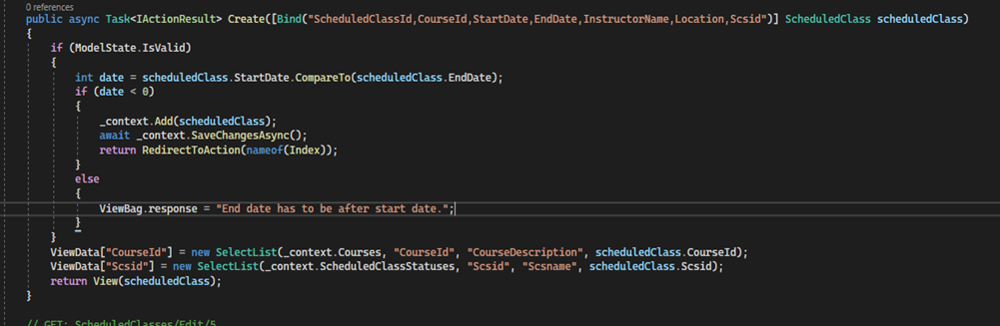 0 references
public async Task<IActionResult> Create([Bind("ScheduledClassId,CourseId,StartDate,EndDate,InstructorName,Location,Scsid")] ScheduledClass scheduledClass)
{
    if (ModelState.IsValid)
    {
        int date = scheduledClass.StartDate.CompareTo(scheduledClass.EndDate);
        if (date < 0)
        {
            _context.Add(scheduledClass);
            await _context.SaveChangesAsync();
            return RedirectToAction(nameof(Index));
        }
        else
        {
            ViewBag.response = "End date has to be after start date.";
        }
    }
    ViewData["CourseId"] = new SelectList(_context.Courses, "CourseId", "CourseDescription", scheduledClass.CourseId);
    ViewData["Scsid"] = new SelectList(_context.ScheduledClassStatuses, "Scsid", "Scsname", scheduledClass.Scsid);
    return View(scheduledClass);
}
// GET: ScheduledClasses/Edit/5